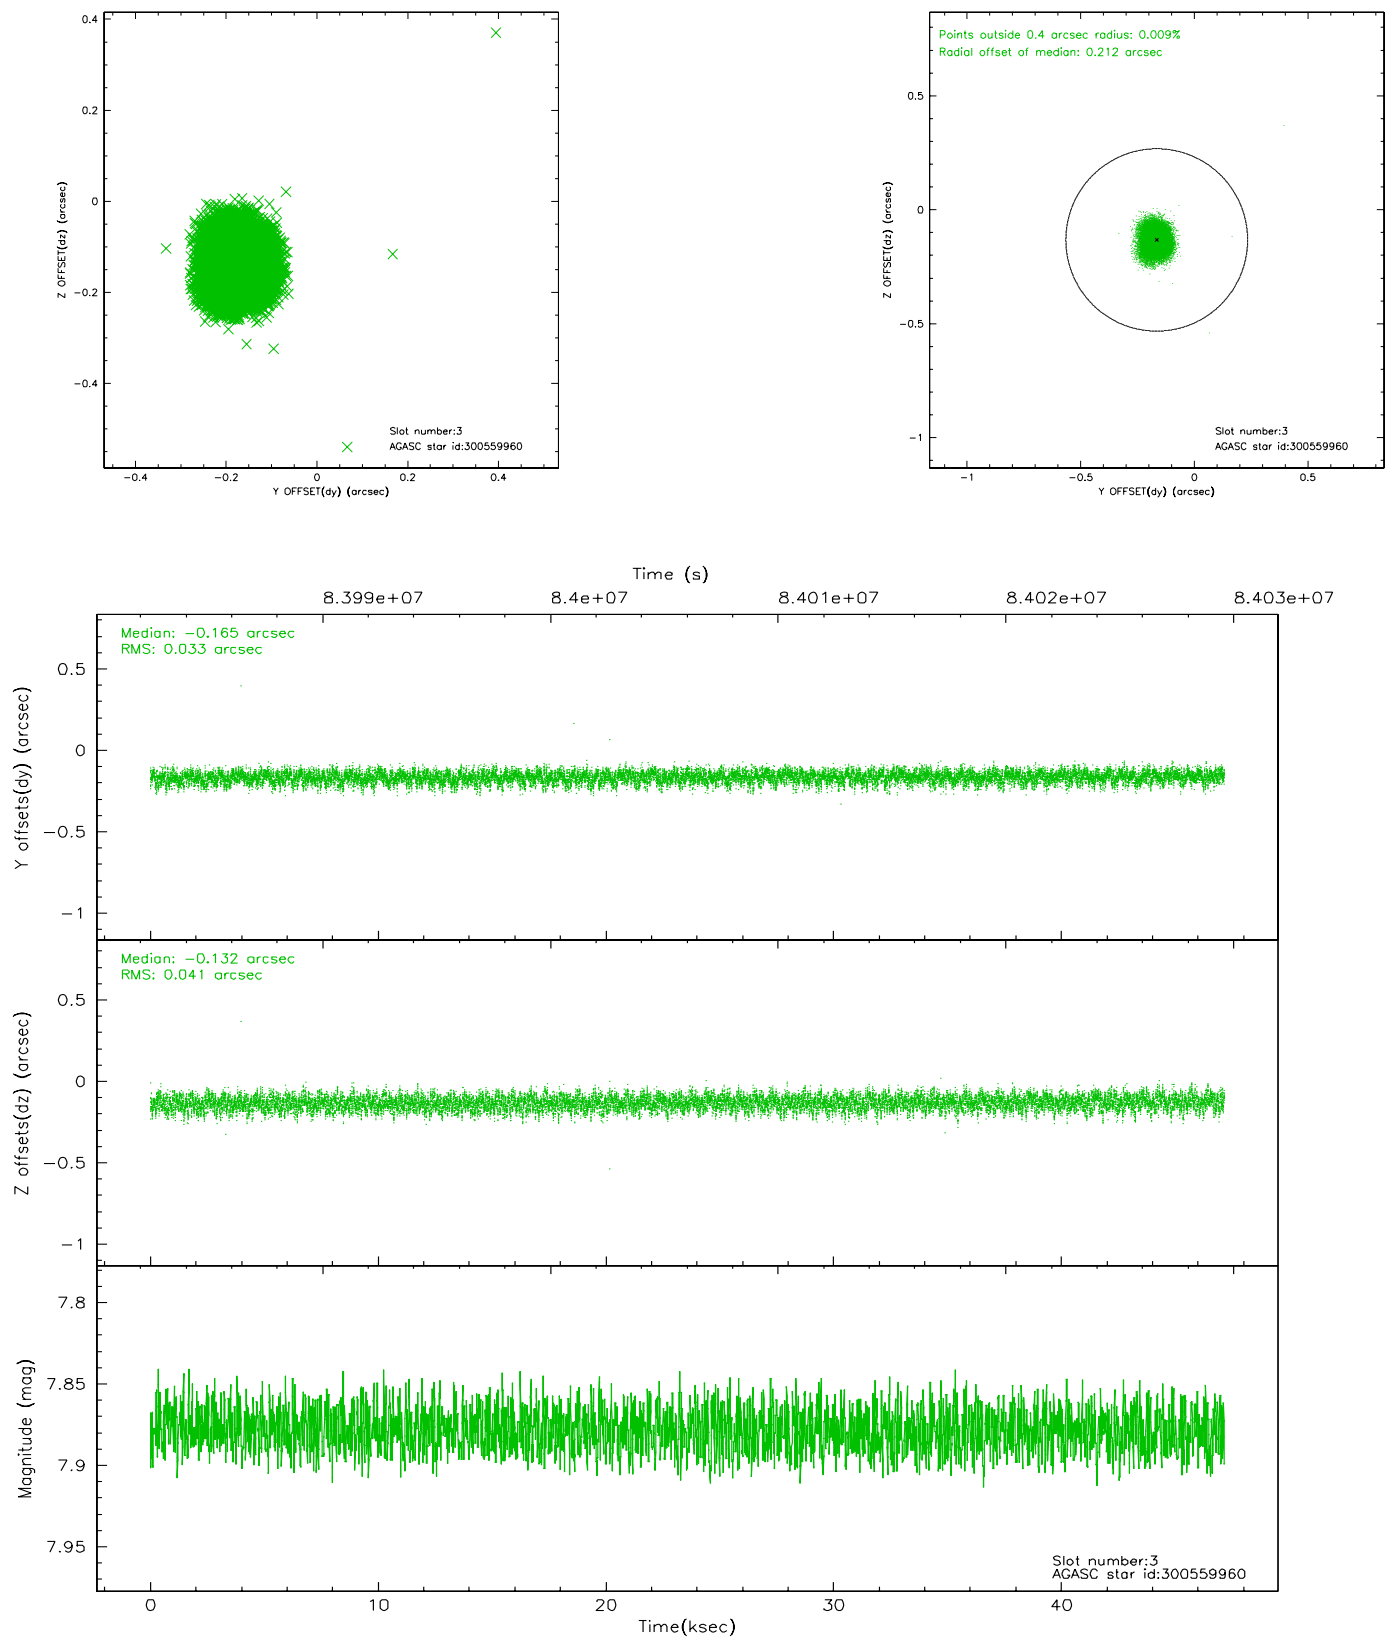 0.4
0.2
0
−0.2
−0.4
Z OFFSET(dz) (arcsec)
Slot number:3
AGASC star id:300559960
−0.4 −0.2 0 0.2 0.4
Y OFFSET(dy) (arcsec)
Points outside 0.4 arcsec radius: 0.009%
Radial offset of median: 0.212 arcsec
0.5
0
−0.5
−1
Z OFFSET(dz) (arcsec)
Slot number:3
AGASC star id:300559960
−1 −0.5 0 0.5
Y OFFSET(dy) (arcsec)
Time (s)
8.399e+07 8.4e+07 8.401e+07 8.402e+07 8.403e+07
Median: −0.165 arcsec
RMS: 0.033 arcsec
0.5
0
−0.5
−1
Y offsets(dy) (arcsec)
Median: −0.132 arcsec
RMS: 0.041 arcsec
0.5
0
−0.5
−1
Z offsets(dz) (arcsec)
7.8
7.85
7.9
7.95
Magnitude (mag)
Slot number:3
AGASC star id:300559960
0 10 20 30 40
Time(ksec)